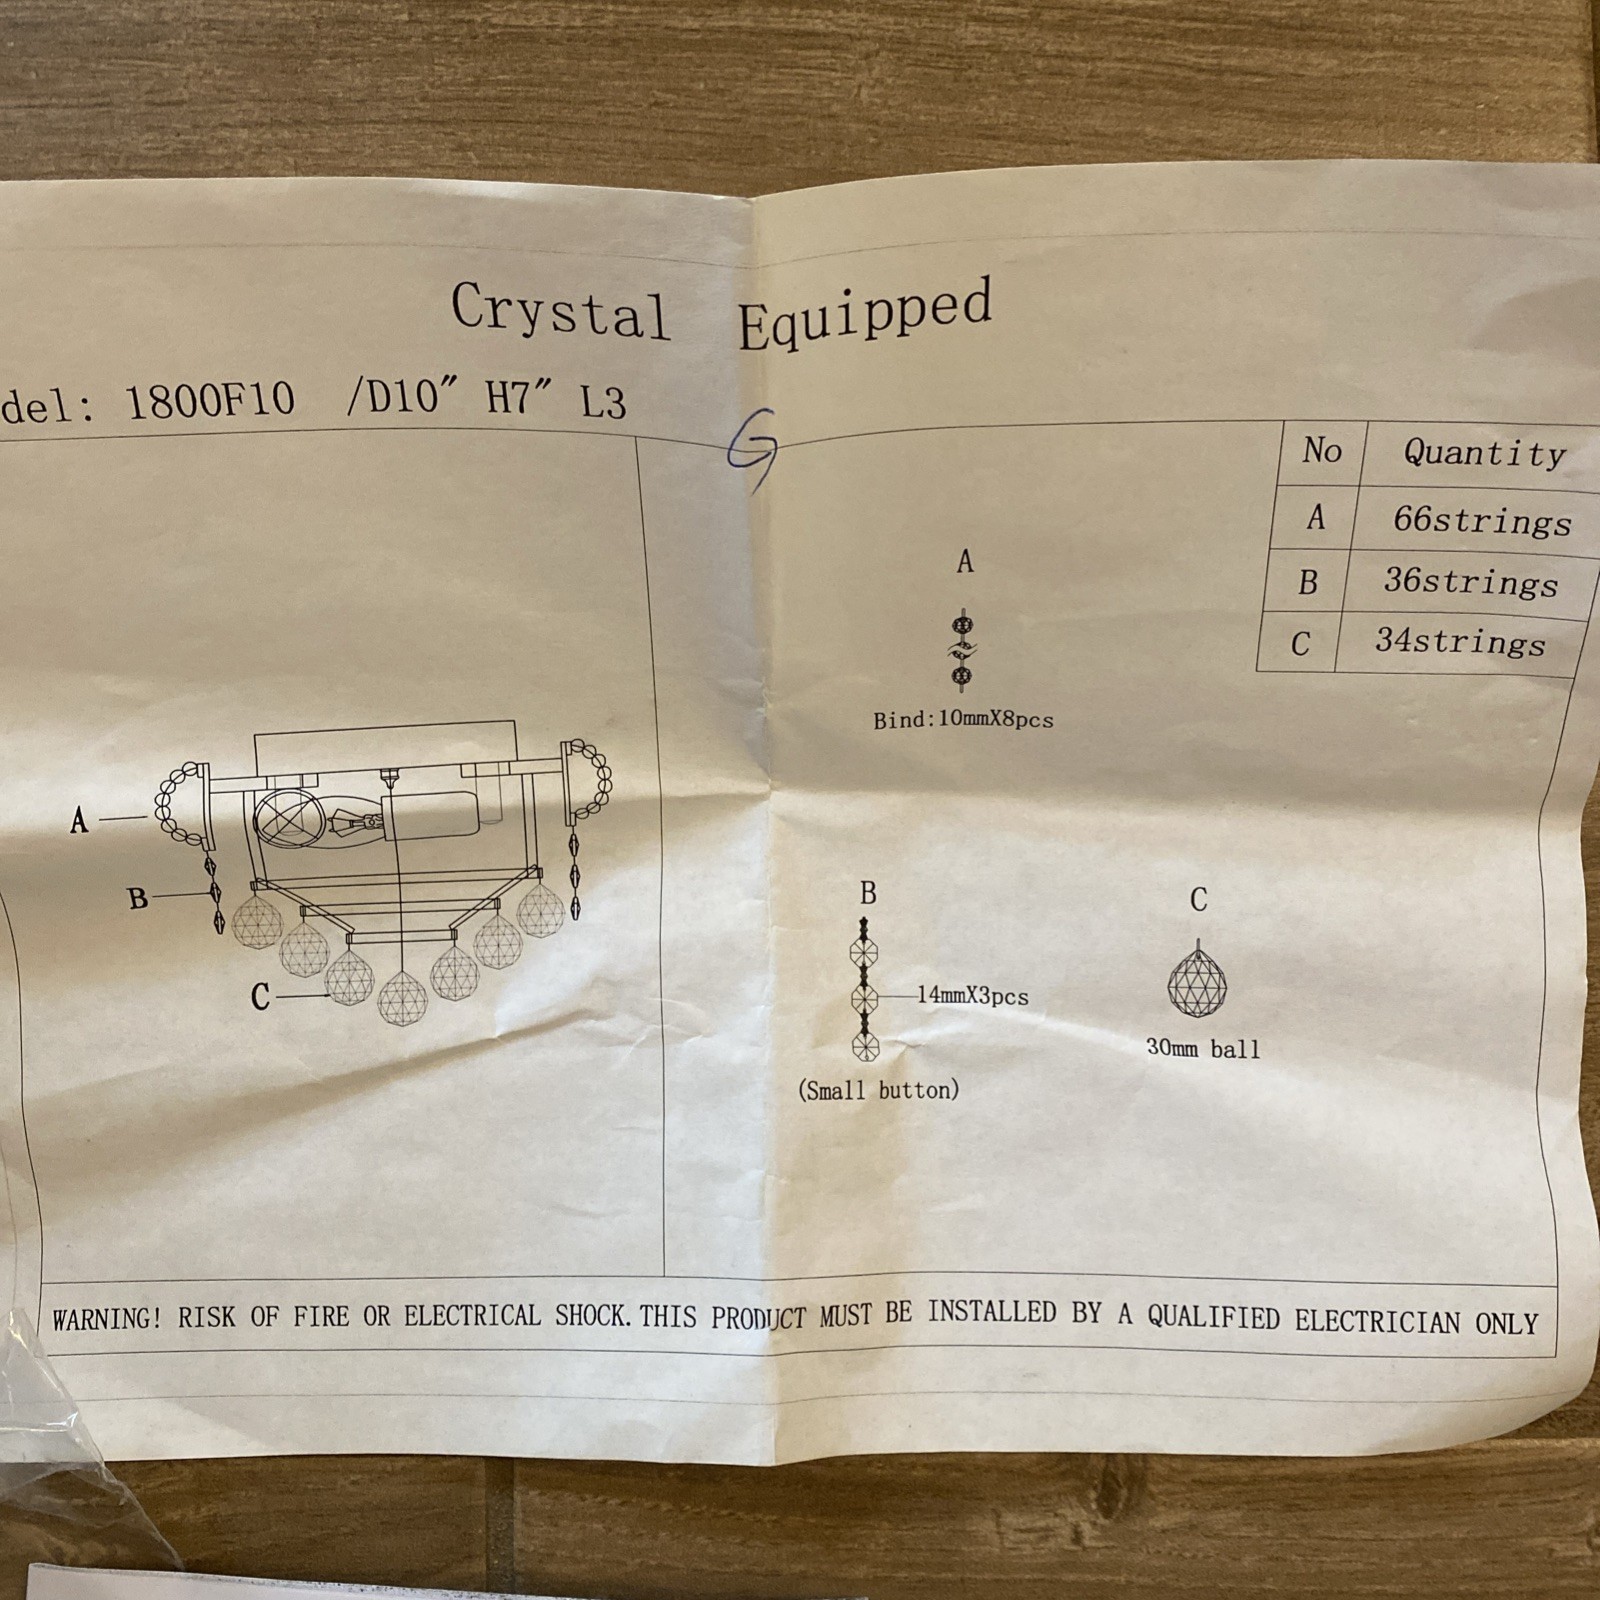 Crystal Equipped
del: 1800F10 /D10" H7" L3
G
No Quantity
A 66strings
B 36strings
C 34strings
A
Bind:10mmX8pcs
A
B
C
B
14mmX3pcs
(Small button)
C
30mm ball
WARNING! RISK OF FIRE OR ELECTRICAL SHOCK. THIS PRODUCT MUST BE INSTALLED BY A QUALIFIED ELECTRICIAN ONLY